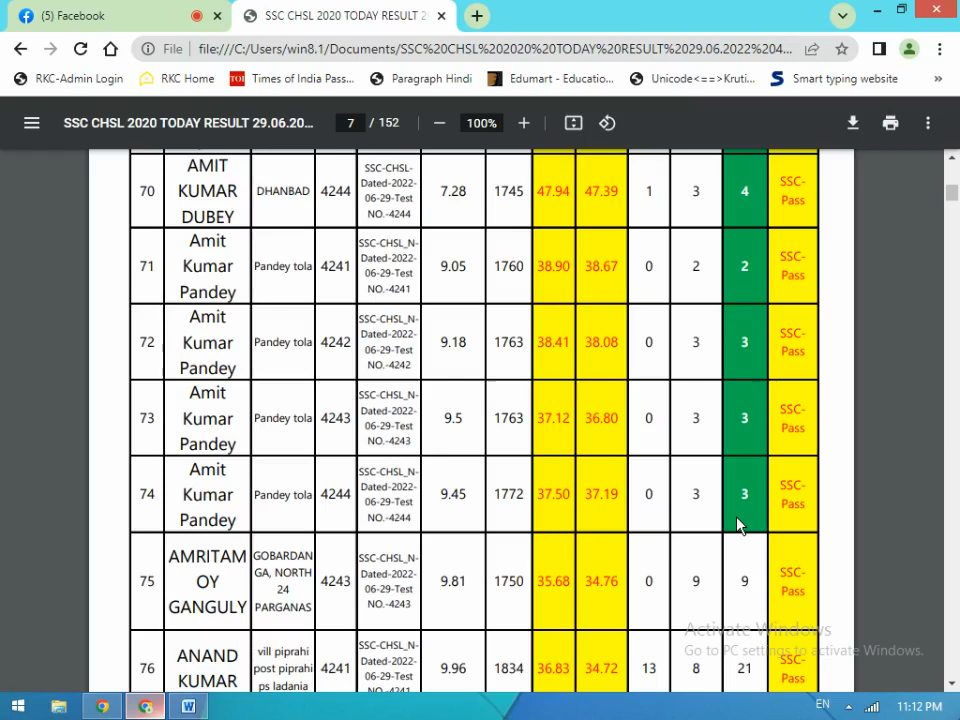 (5) Facebook
SSC CHSL 2020 TODAY RESULT 2
File
file:///C:/Users/win8.1/Documents/SSC%20CHSL%202020%20TODAY%20RESULT%2029.06.2022%204...
RKC-Admin Login
RKC Home
TOI
Times of India Pass...
Paragraph Hindi
Edumart - Educatio...
Unicode<==>Kruti...
Smart typing website
»
SSC CHSL 2020 TODAY RESULT 29.06.20...
7 / 152
100%
70 AMIT KUMAR DUBEY DHANBAD 4244 SSC-CHSL-Dated-2022-06-29-Test NO.-4244 7.28 1745 47.94 47.39 1 3 4 SSC-Pass
71 Amit Kumar Pandey Pandey tola 4241 SSC-CHSL_N-Dated-2022-06-29-Test NO.-4241 9.05 1760 38.90 38.67 0 2 2 SSC-Pass
72 Amit Kumar Pandey Pandey tola 4242 SSC-CHSL_N-Dated-2022-06-29-Test NO.-4242 9.18 1763 38.41 38.08 0 3 3 SSC-Pass
73 Amit Kumar Pandey Pandey tola 4243 SSC-CHSL_N-Dated-2022-06-29-Test NO.-4243 9.5 1763 37.12 36.80 0 3 3 SSC-Pass
74 Amit Kumar Pandey Pandey tola 4244 SSC-CHSL_N-Dated-2022-06-29-Test NO.-4244 9.45 1772 37.50 37.19 0 3 3 SSC-Pass
75 AMRITAMOY GANGULY GOBARDANGA, NORTH 24 PARGANAS 4243 SSC-CHSL_N-Dated-2022-06-29-Test NO.-4243 9.81 1750 35.68 34.76 0 9 9 SSC-Pass
76 ANAND KUMAR vill piprahi post piprahi ps ladania 4241 SSC-CHSL_N-Dated-2022-06-29-Test NO.-4241 9.96 1834 36.83 34.72 13 8 21 SSC-Pass
Activate Windows
Go to PC settings to activate Windows.
EN
11:12 PM